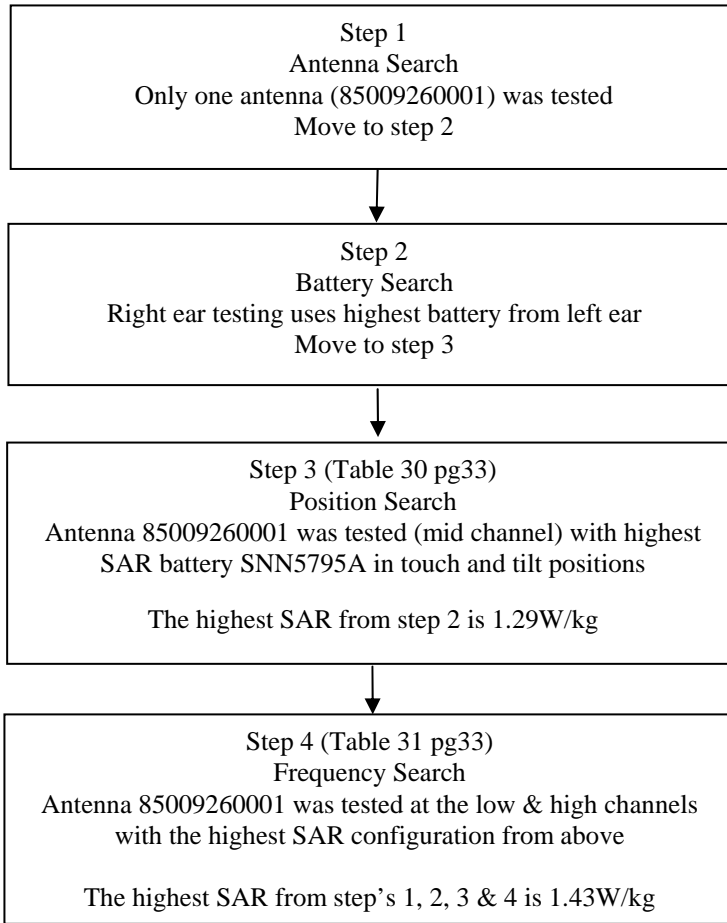 Step 1
Antenna Search
Only one antenna (85009260001) was tested
Move to step 2
Step 2
Battery Search
Right ear testing uses highest battery from left ear
Move to step 3
Step 3 (Table 30 pg33)
Position Search
Antenna 85009260001 was tested (mid channel) with highest
SAR battery SNN5795A in touch and tilt positions
The highest SAR from step 2 is 1.29W/kg
Step 4 (Table 31 pg33)
Frequency Search
Antenna 85009260001 was tested at the low & high channels
with the highest SAR configuration from above
The highest SAR from step's 1, 2, 3 & 4 is 1.43W/kg